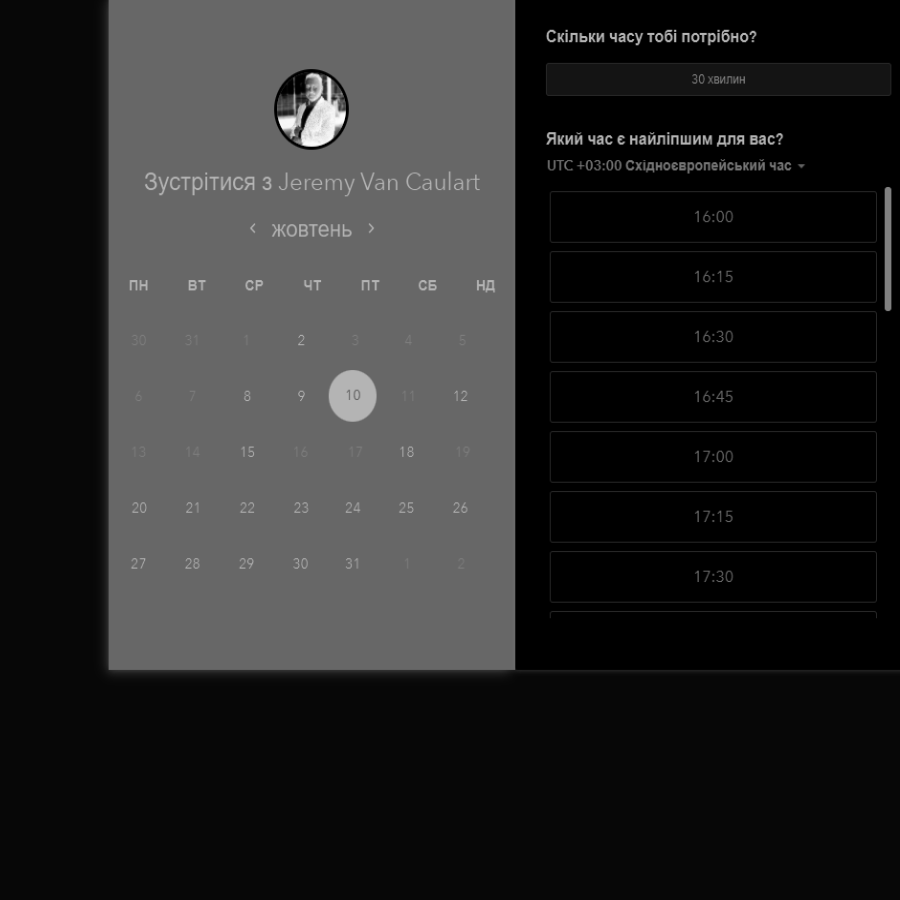 Зустрітися з Jeremy Van Caulart
жовтень
ПН ВТ СР ЧТ ПТ СБ НД
30 31 1 2 3 4 5
6 7 8 9 10 11 12
13 14 15 16 17 18 19
20 21 22 23 24 25 26
27 28 29 30 31 1 2
Скільки часу тобі потрібно?
30 хвилин
Який час є найліпшим для вас?
UTC +03:00 Східноєвропейський час
16:00
16:15
16:30
16:45
17:00
17:15
17:30